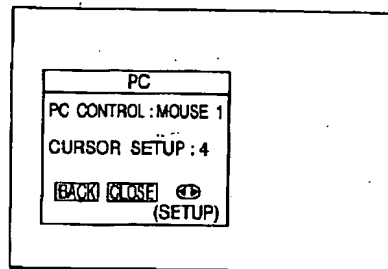 PC
PC CONTROL : MOUSE 1
CURSOR SETUP : 4
BACK CLOSE
(SETUP)